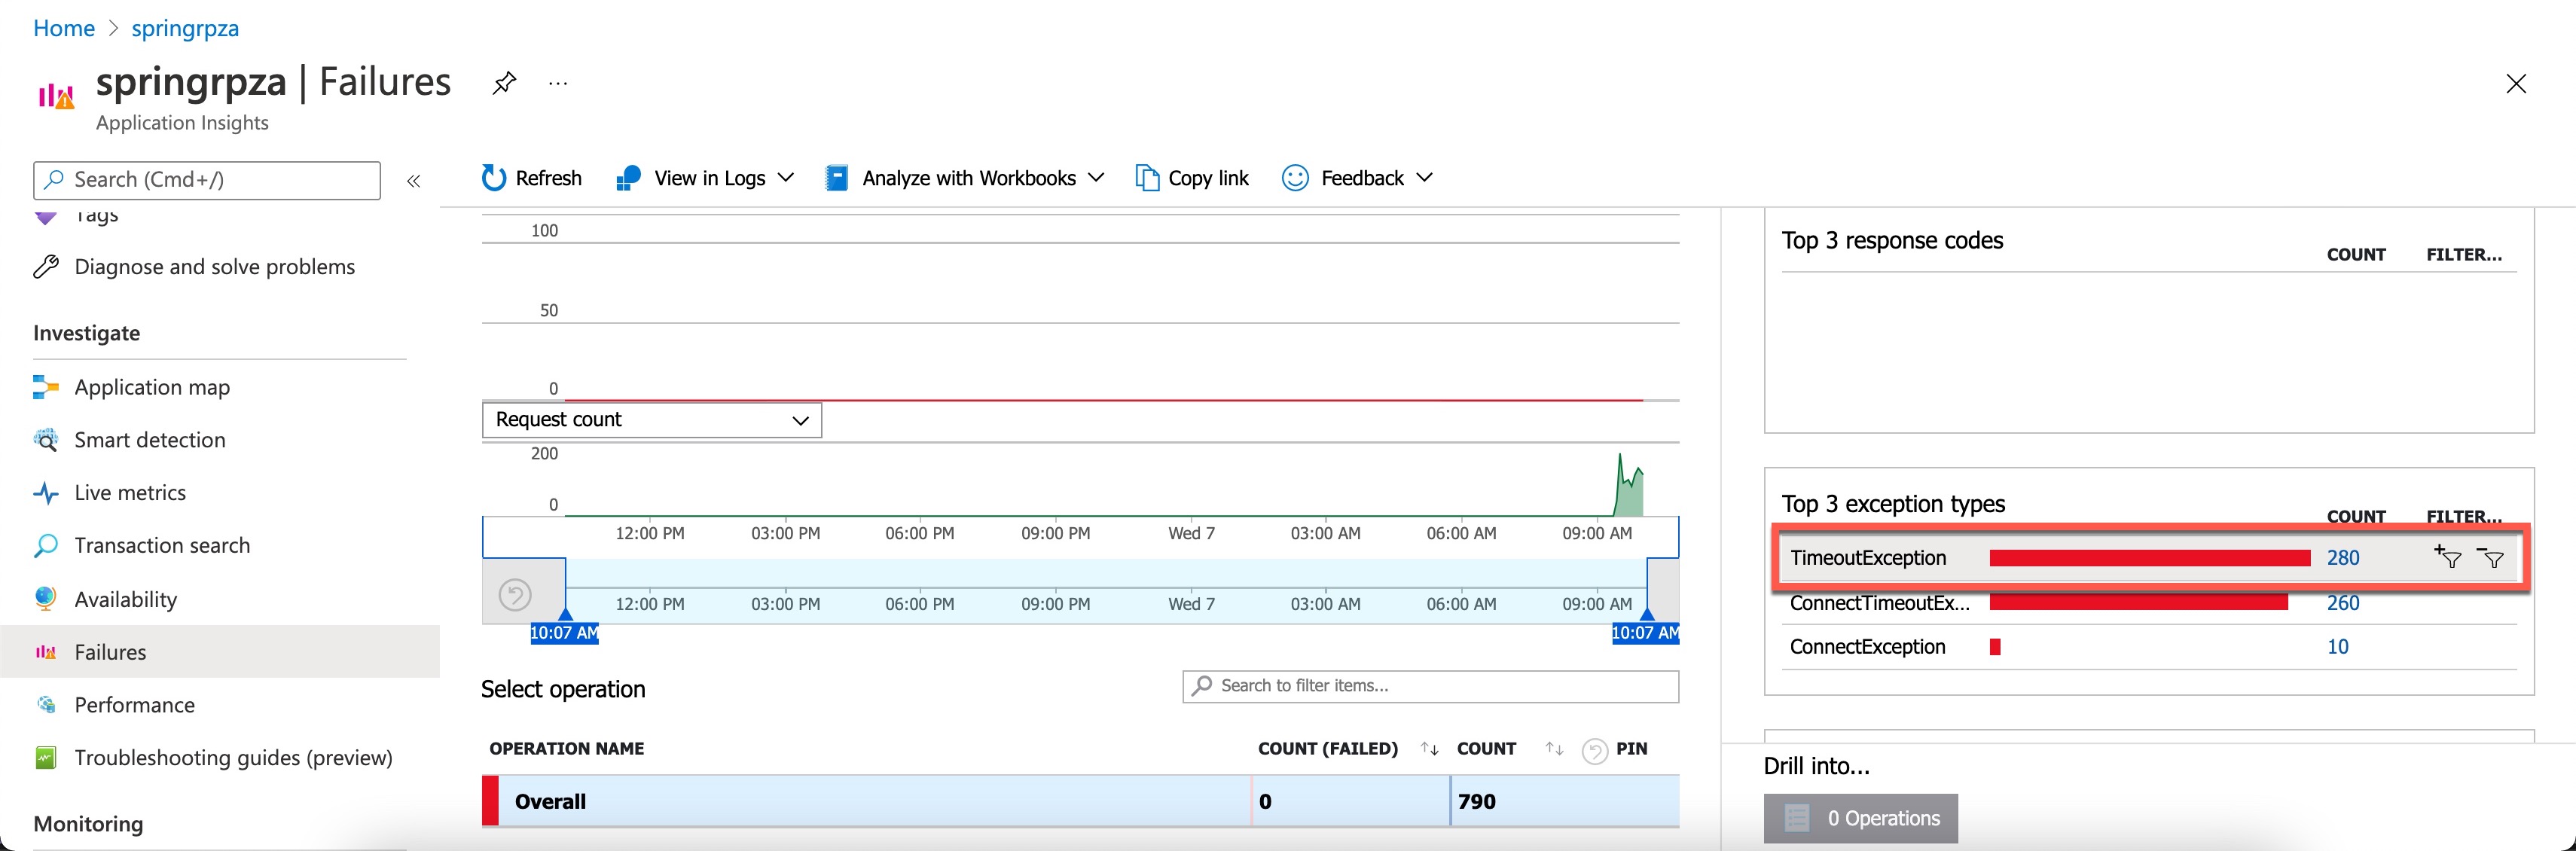 Home > springrpza
springrpza | Failures ...
Application Insights
Search (Cmd+/) «
Refresh View in Logs Analyze with Workbooks Copy link Feedback
Tags
Diagnose and solve problems
Investigate
Application map
Smart detection
Live metrics
Transaction search
Availability
Failures
Performance
Troubleshooting guides (preview)
Monitoring
100
50
0
Request count
200
0
12:00 PM 03:00 PM 06:00 PM 09:00 PM Wed 7 03:00 AM 06:00 AM 09:00 AM
12:00 PM 03:00 PM 06:00 PM 09:00 PM Wed 7 03:00 AM 06:00 AM 09:00 AM
10:07 AM 10:07 AM
Select operation Search to filter items...
OPERATION NAME COUNT (FAILED) COUNT PIN
Overall 0 790
Top 3 response codes COUNT FILTER...
Top 3 exception types COUNT FILTER...
TimeoutException 280
ConnectTimeoutEx... 260
ConnectException 10
Drill into...
0 Operations